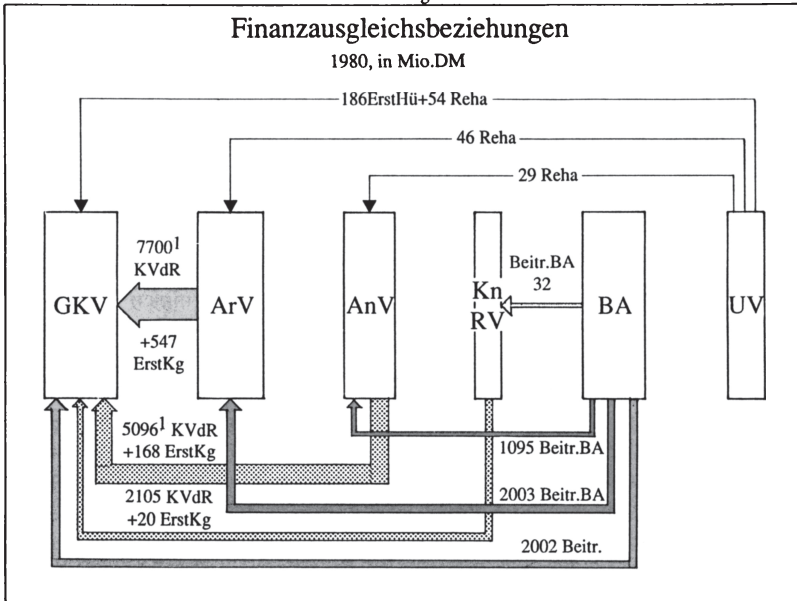 Finanzausgleichsbeziehungen
1980, in Mio.DM
186ErstHü+54 Reha
46 Reha
29 Reha
7700¹
KVdR
Beitr.BA
32
GKV
ArV
AnV
Kn
RV
BA
UV
+547
ErstKg
5096¹ KVdR
+168 ErstKg
1095 Beitr.BA
2105 KVdR
+20 ErstKg
2003 Beitr.BA
2002 Beitr.